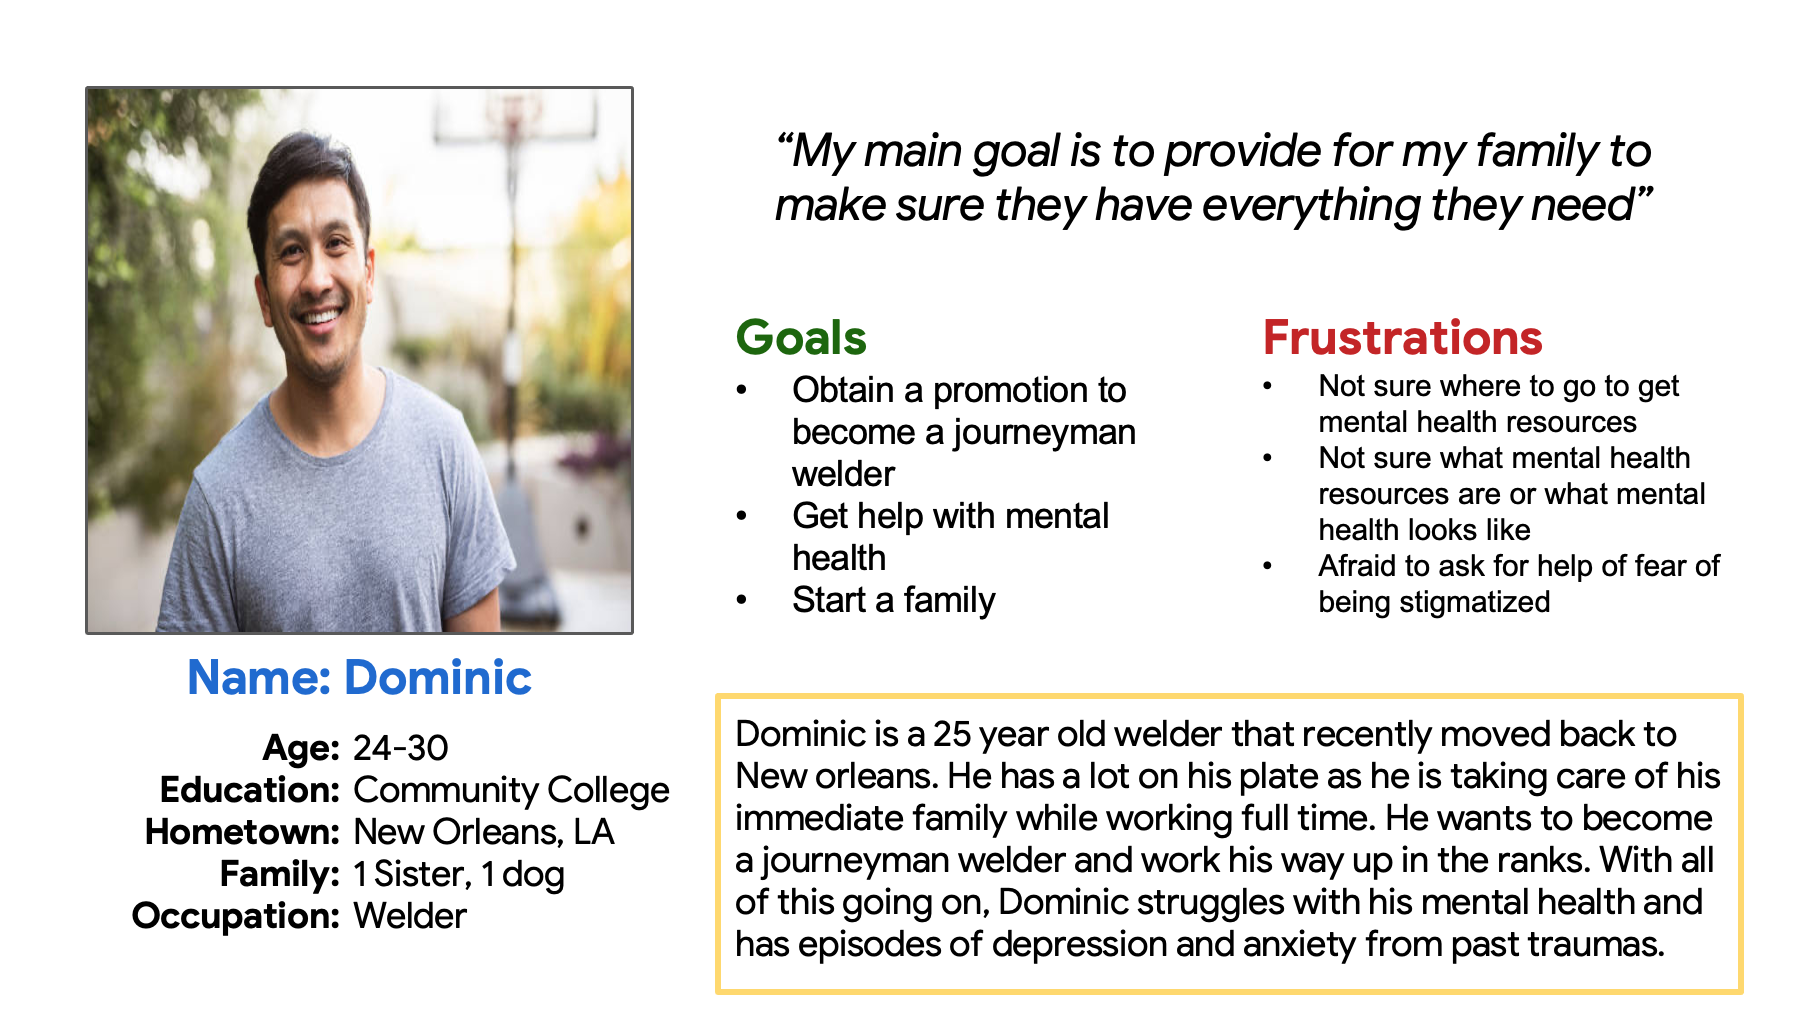 “My main goal is to provide for my family to
make sure they have everything they need”
Goals
• Obtain a promotion to
become a journeyman
welder
• Get help with mental
health
• Start a family
Frustrations
• Not sure where to go to get
mental health resources
• Not sure what mental health
resources are or what mental
health looks like
• Afraid to ask for help of fear of
being stigmatized
Name: Dominic
Age: 24-30
Education: Community College
Hometown: New Orleans, LA
Family: 1 Sister, 1 dog
Occupation: Welder
Dominic is a 25 year old welder that recently moved back to
New orleans. He has a lot on his plate as he is taking care of his
immediate family while working full time. He wants to become
a journeyman welder and work his way up in the ranks. With all
of this going on, Dominic struggles with his mental health and
has episodes of depression and anxiety from past traumas.